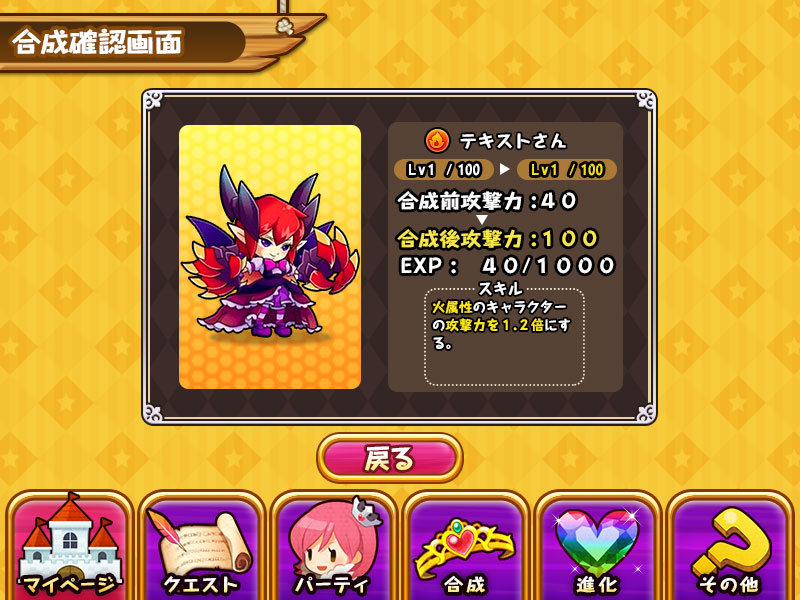 合成確認画面
テキストさん
Lv1 /100 ▶ Lv1 /100
合成前攻撃力:40
▼
合成後攻撃力:100
EXP: 40/1000
スキル
火属性のキャラクター
の攻撃力を1.2倍にす
る。
戻る
マイページ
クエスト
パーティ
合成
進化
その他